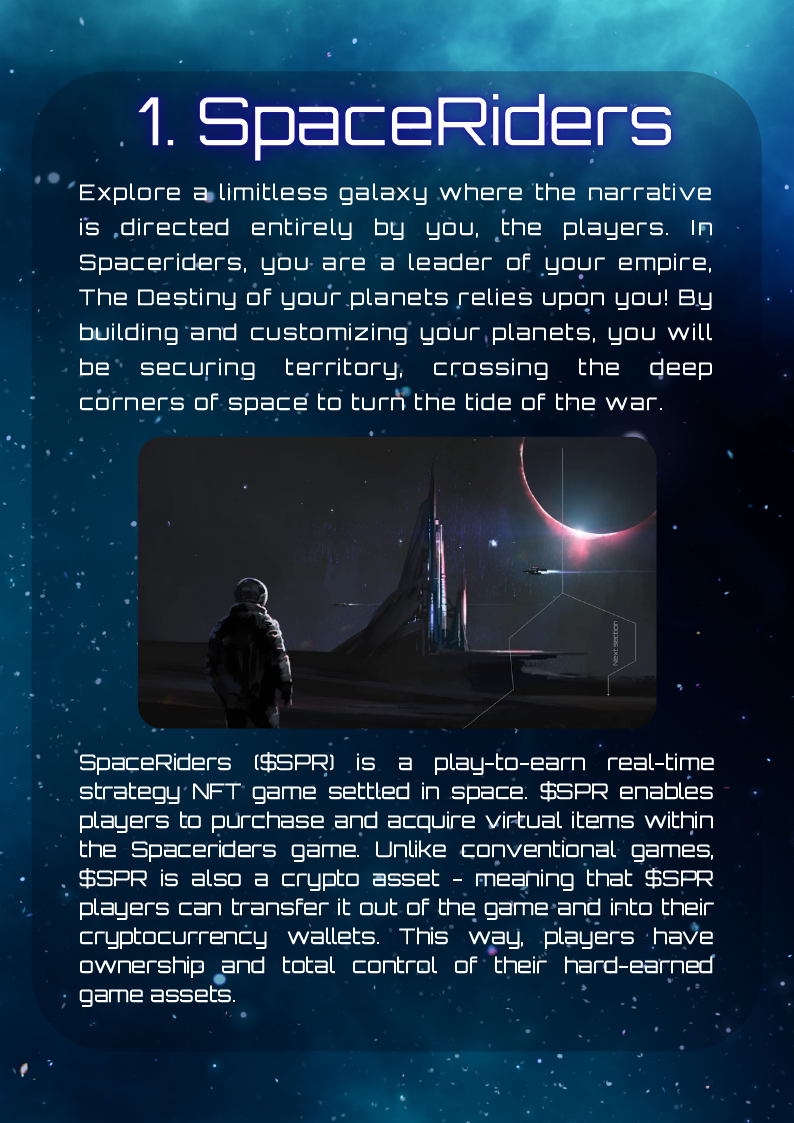 1. SpaceRiders
Explore a limitless galaxy where the narrative
is directed entirely by you, the players. In
Spaceriders, you are a leader of your empire,
The Destiny of your planets relies upon you! By
building and customizing your planets, you will
be securing territory, crossing the deep
corners of space to turn the tide of the war.
Next section
SpaceRiders ($SPR) is a play-to-earn real-time
strategy NFT game settled in space. $SPR enables
players to purchase and acquire virtual items within
the Spaceriders game. Unlike conventional games,
$SPR is also a crypto asset - meaning that $SPR
players can transfer it out of the game and into their
cryptocurrency wallets. This way, players have
ownership and total control of their hard-earned
game assets.